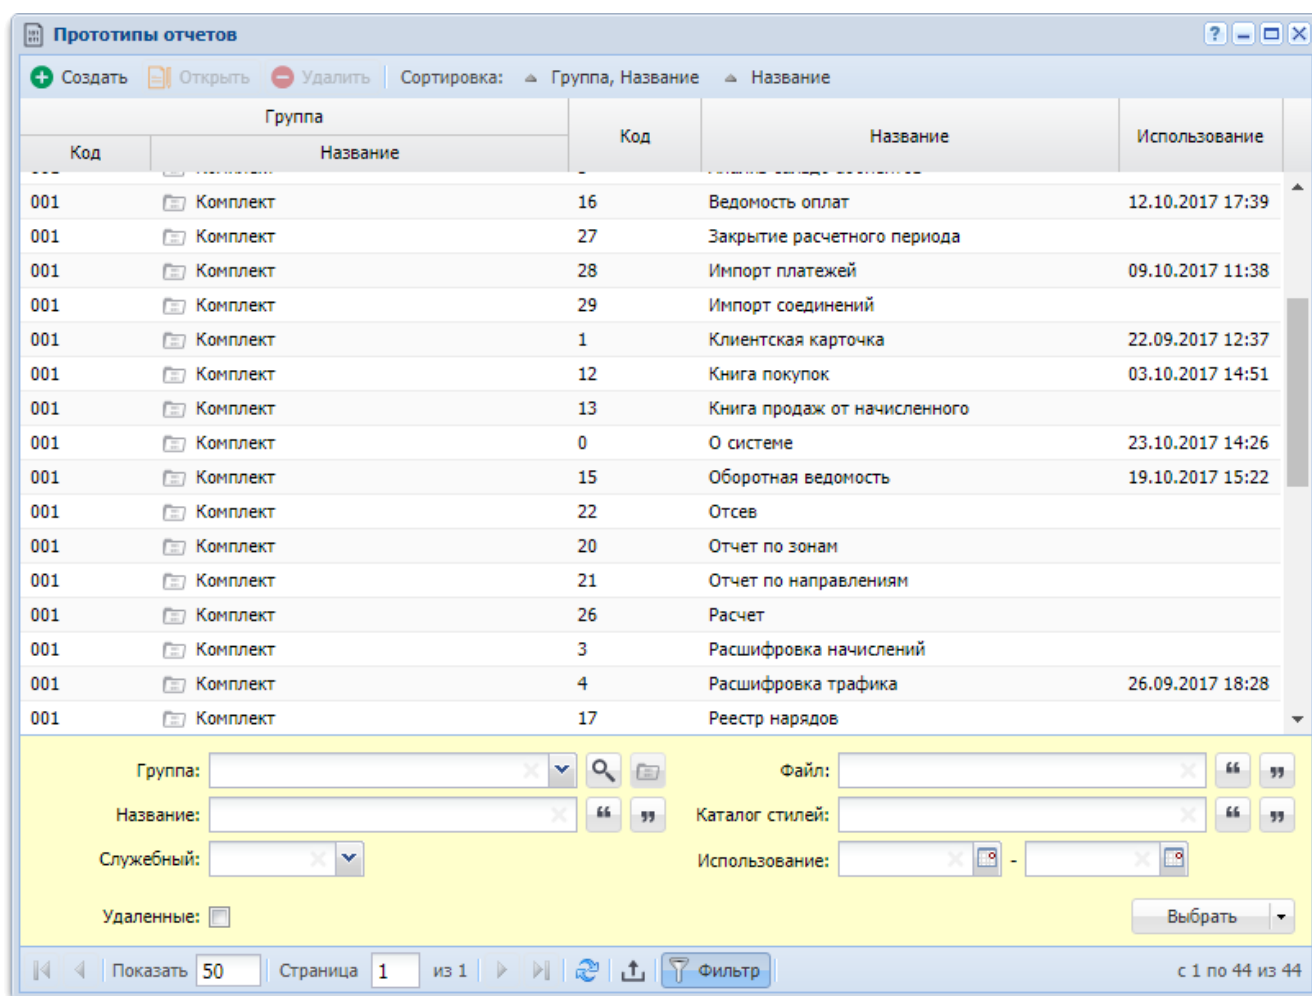 Прототипы отчетов
Создать Открыть Удалить Сортировка: Группа, Название Название
Группа Код Название Использование
Код Название
001 Комплект 16 Ведомость оплат 12.10.2017 17:39
001 Комплект 27 Закрытие расчетного периода
001 Комплект 28 Импорт платежей 09.10.2017 11:38
001 Комплект 29 Импорт соединений
001 Комплект 1 Клиентская карточка 22.09.2017 12:37
001 Комплект 12 Книга покупок 03.10.2017 14:51
001 Комплект 13 Книга продаж от начисленного
001 Комплект 0 О системе 23.10.2017 14:26
001 Комплект 15 Оборотная ведомость 19.10.2017 15:22
001 Комплект 22 Отсев
001 Комплект 20 Отчет по зонам
001 Комплект 21 Отчет по направлениям
001 Комплект 26 Расчет
001 Комплект 3 Расшифровка начислений
001 Комплект 4 Расшифровка трафика 26.09.2017 18:28
001 Комплект 17 Реестр нарядов
Группа: Файл:
Название: Каталог стилей:
Служебный: Использование: -
Удаленные: Выбрать
Показать 50 Страница 1 из 1 Фильтр с 1 по 44 из 44